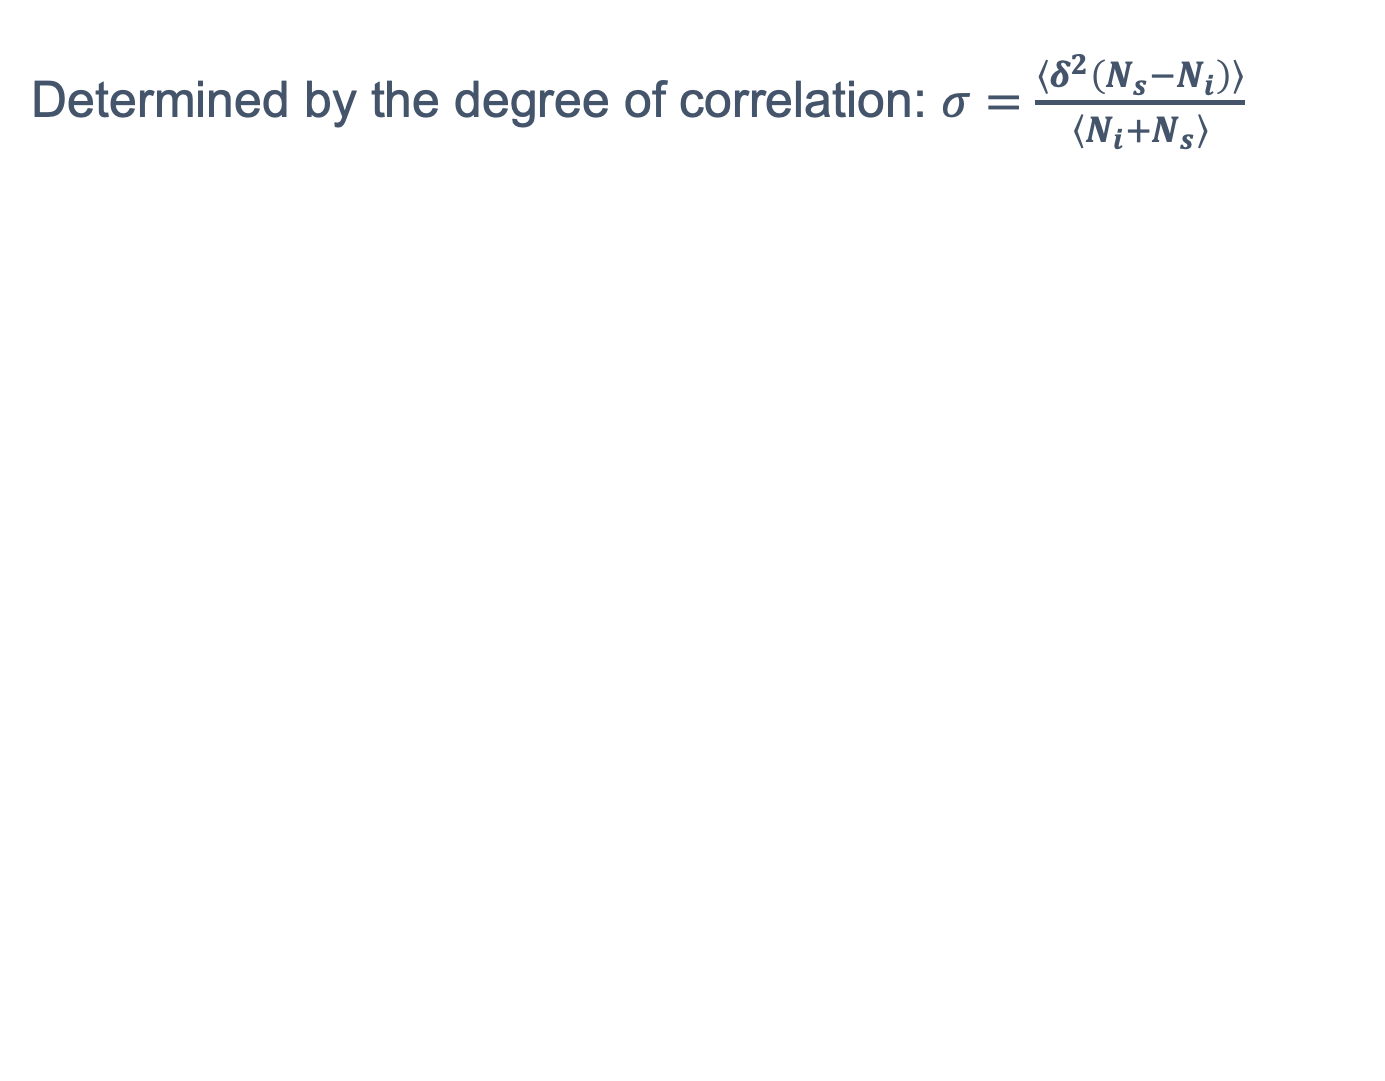 Determined by the degree of correlation: σ = ⟨δ²(Nₛ−Nᵢ)⟩ / ⟨Nᵢ+Nₛ⟩